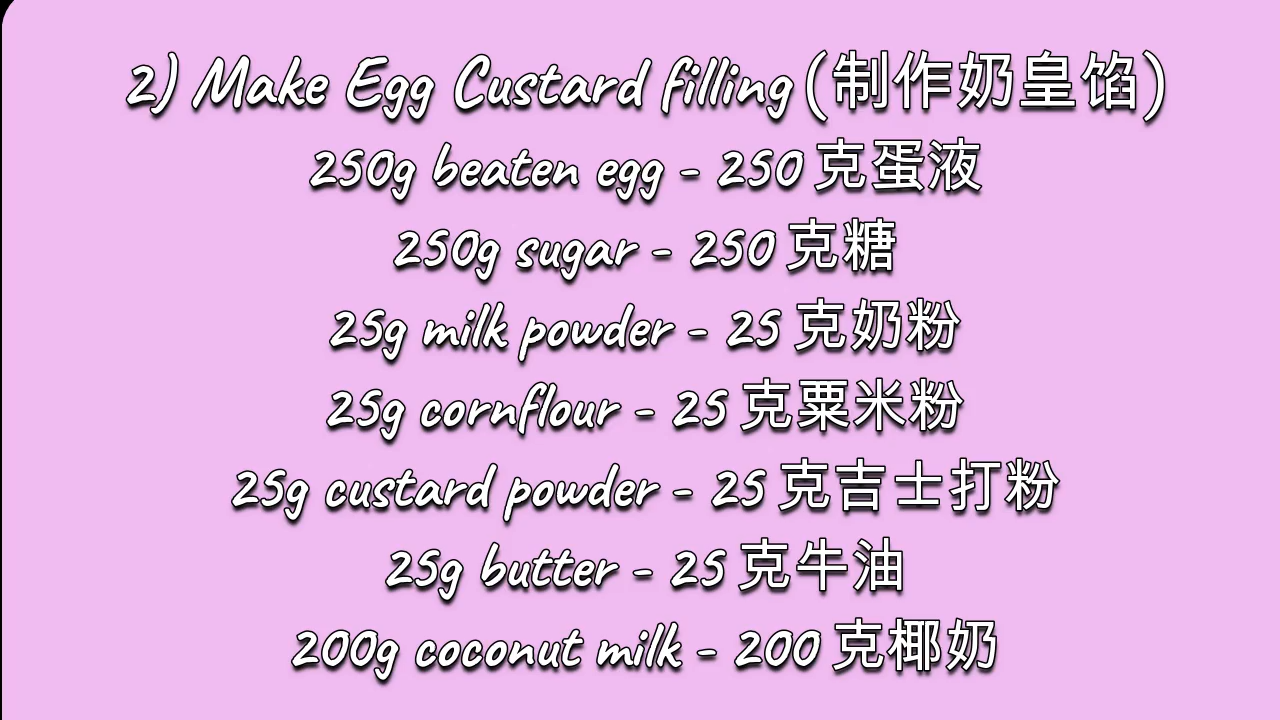 2) Make Egg Custard filling (制作奶皇馅)
250g beaten egg - 250 克蛋液
250g sugar - 250 克糖
25g milk powder - 25 克奶粉
25g cornflour - 25 克粟米粉
25g custard powder - 25 克吉士打粉
25g butter - 25 克牛油
200g coconut milk - 200 克椰奶